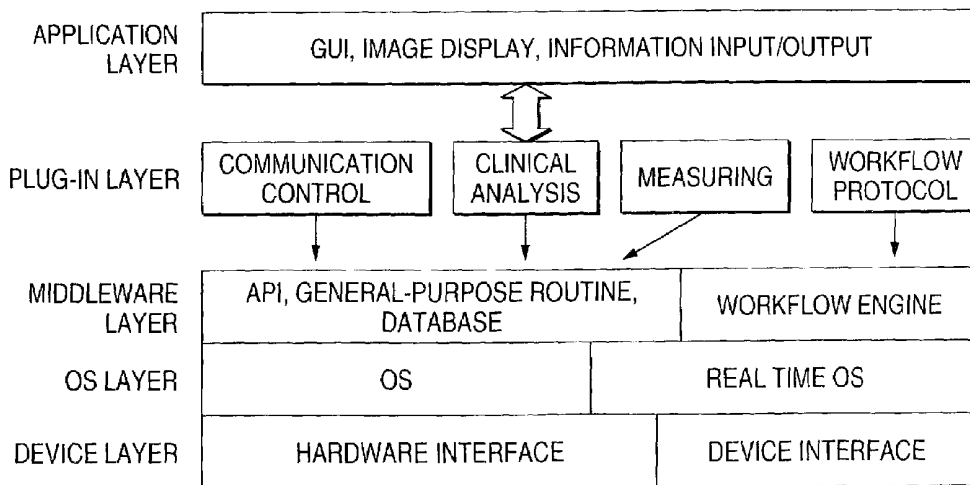 APPLICATION
LAYER
GUI, IMAGE DISPLAY, INFORMATION INPUT/OUTPUT
PLUG-IN LAYER
COMMUNICATION
CONTROL
CLINICAL
ANALYSIS
MEASURING
WORKFLOW
PROTOCOL
MIDDLEWARE
LAYER
API, GENERAL-PURPOSE ROUTINE,
DATABASE
WORKFLOW ENGINE
OS LAYER
OS
REAL TIME OS
DEVICE LAYER
HARDWARE INTERFACE
DEVICE INTERFACE